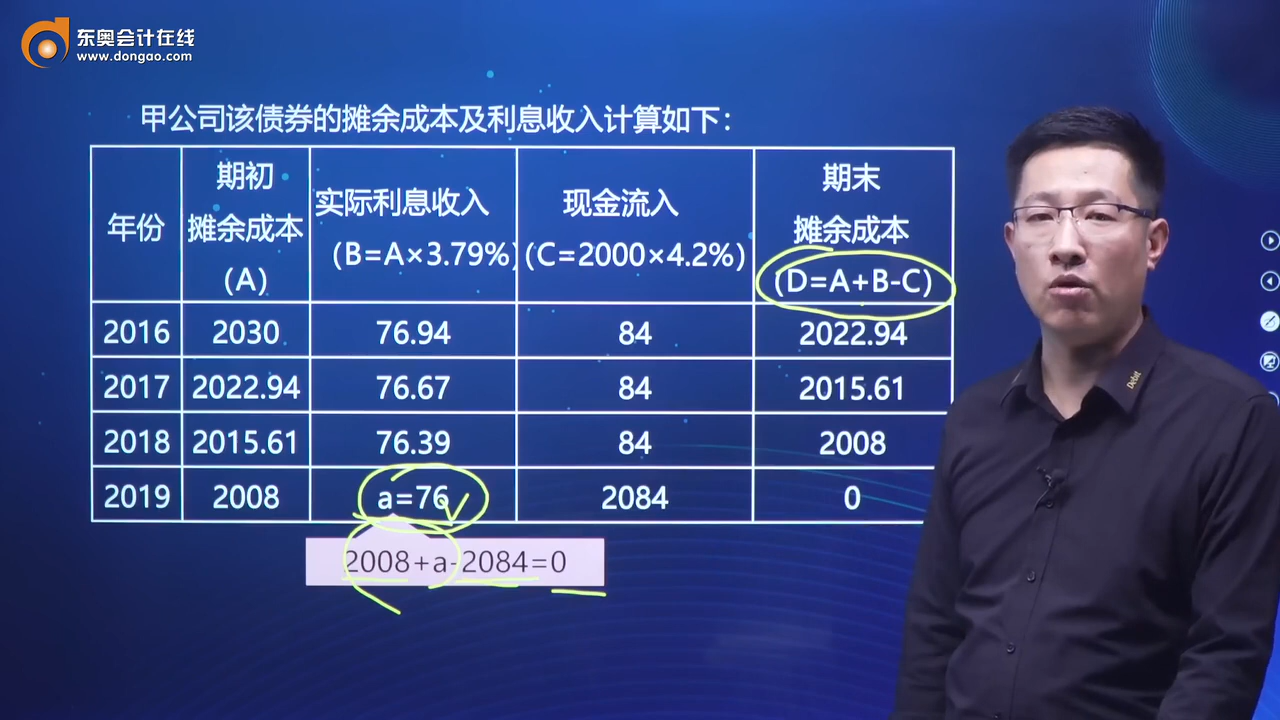 东奥会计在线
www.dongao.com
甲公司该债券的摊余成本及利息收入计算如下：
年份 期初摊余成本（A） 实际利息收入（B=A×3.79%） 现金流入（C=2000×4.2%） 期末摊余成本（D=A+B-C）
2016 2030 76.94 84 2022.94
2017 2022.94 76.67 84 2015.61
2018 2015.61 76.39 84 2008
2019 2008 a=76 2084 0
2008+a-2084=0
Debit